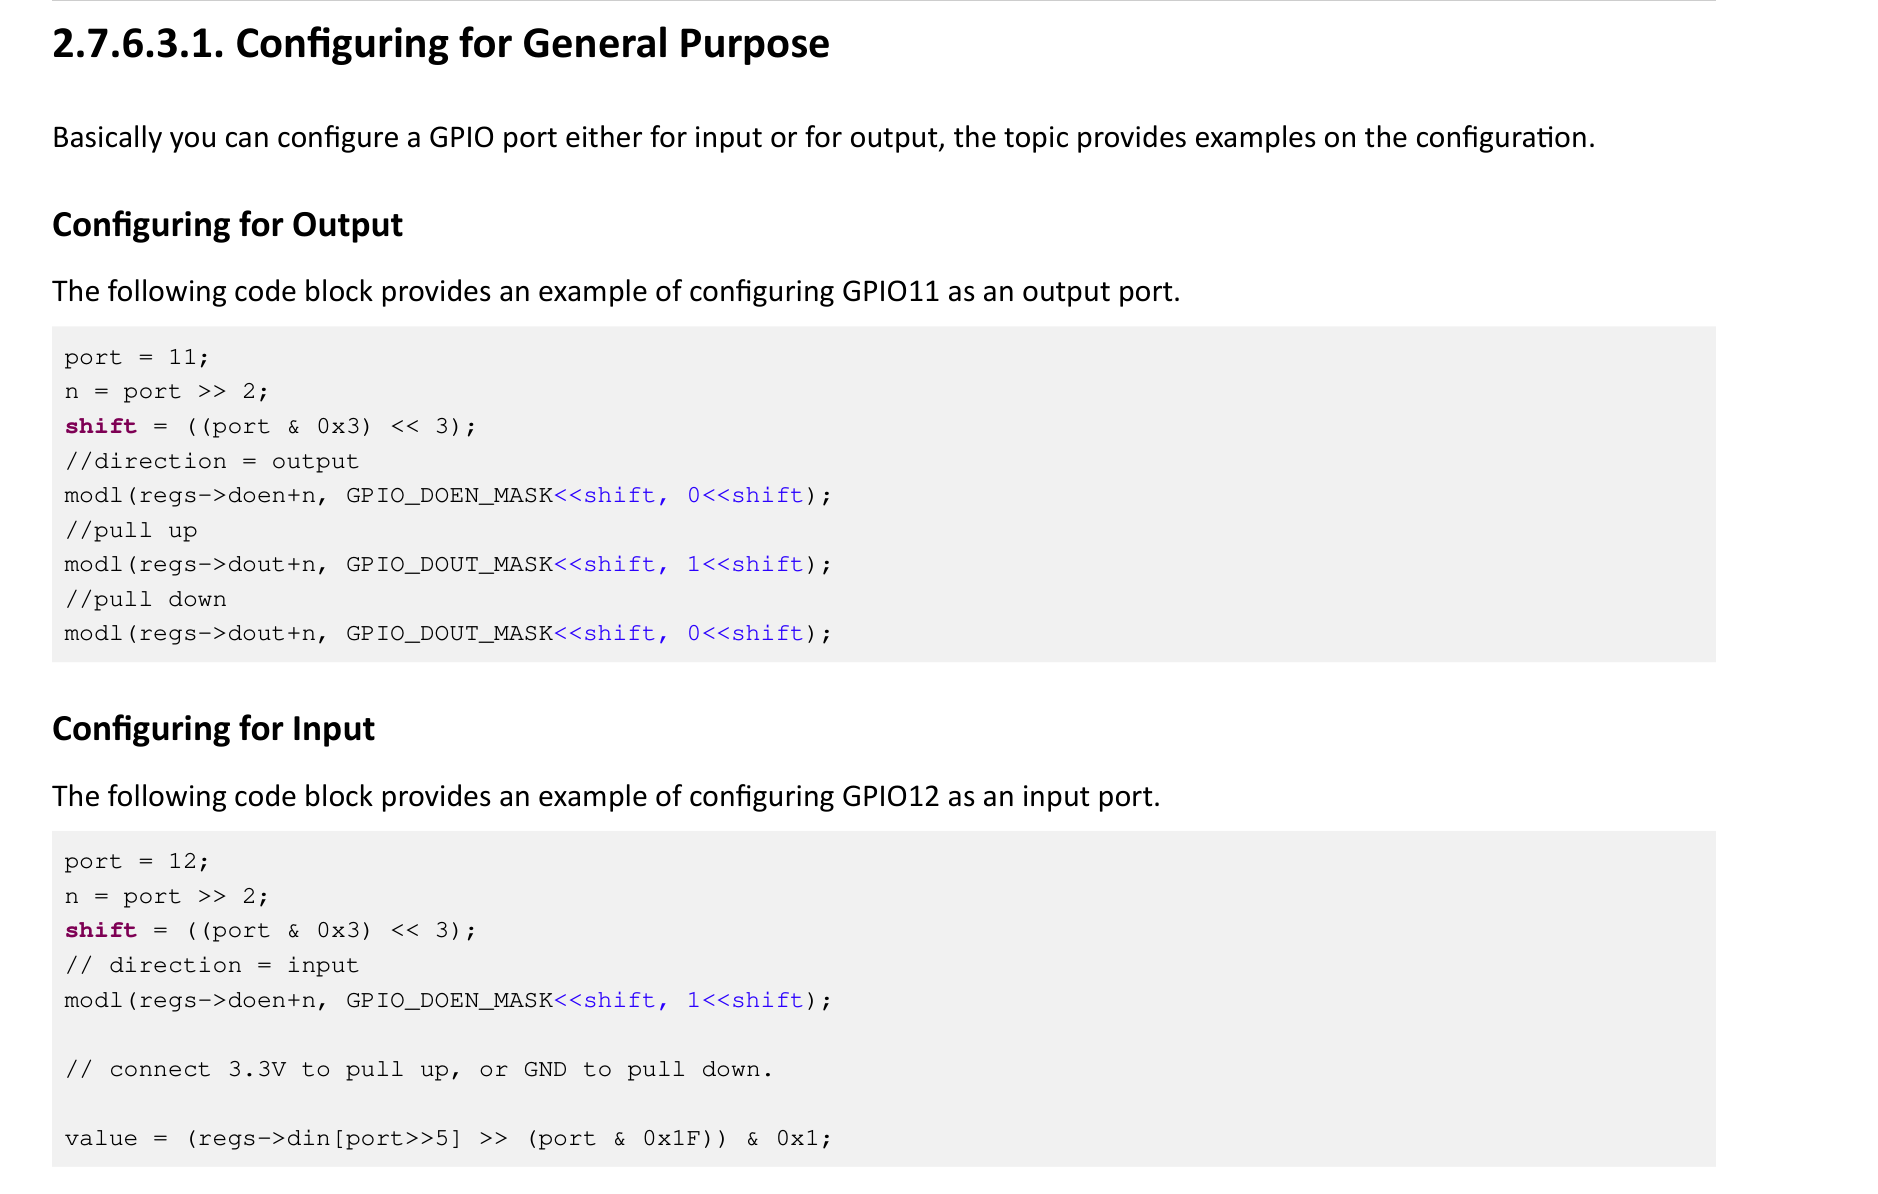 2.7.6.3.1. Configuring for General Purpose
Basically you can configure a GPIO port either for input or for output, the topic provides examples on the configuration.
Configuring for Output
The following code block provides an example of configuring GPIO11 as an output port.
port = 11;
n = port >> 2;
shift = ((port & 0x3) << 3);
//direction = output
modl(regs->doen+n, GPIO_DOEN_MASK<<shift, 0<<shift);
//pull up
modl(regs->dout+n, GPIO_DOUT_MASK<<shift, 1<<shift);
//pull down
modl(regs->dout+n, GPIO_DOUT_MASK<<shift, 0<<shift);
Configuring for Input
The following code block provides an example of configuring GPIO12 as an input port.
port = 12;
n = port >> 2;
shift = ((port & 0x3) << 3);
// direction = input
modl(regs->doen+n, GPIO_DOEN_MASK<<shift, 1<<shift);
// connect 3.3V to pull up, or GND to pull down.
value = (regs->din[port>>5] >> (port & 0x1F)) & 0x1;